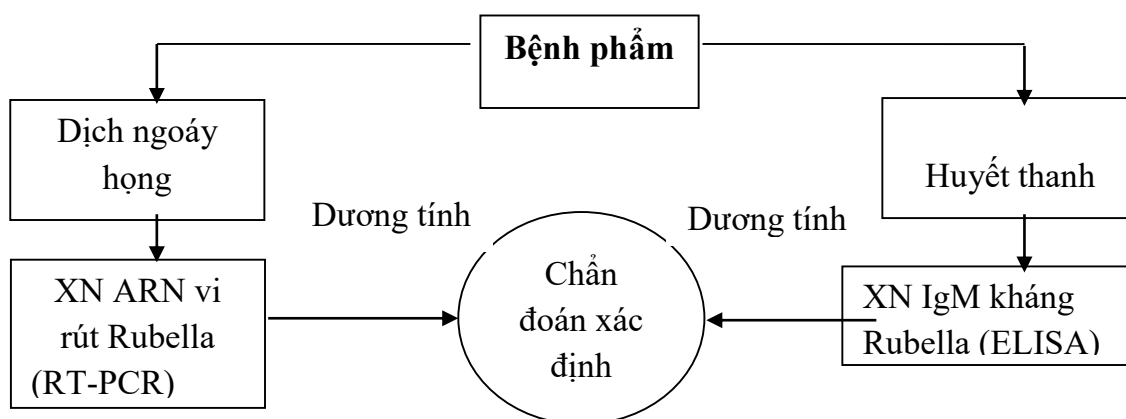 Bệnh phẩm
Dịch ngoáy
họng
Huyết thanh
Dương tính
Dương tính
XN ARN vi
rút Rubella
(RT-PCR)
Chẩn
đoán xác
định
XN IgM kháng
Rubella (ELISA)